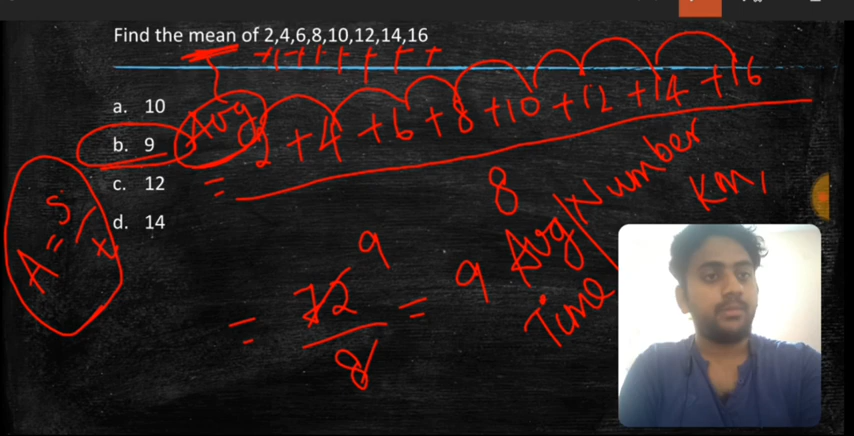 Find the mean of 2,4,6,8,10,12,14,16
a. 10
b. 9
c. 12
d. 14
Avg
2 + 4 + 6 + 8 + 10 + 12 + 14 + 16
=
8
= 72 9
8
= 9
A = S/x
Avg/Number
Time
KM,